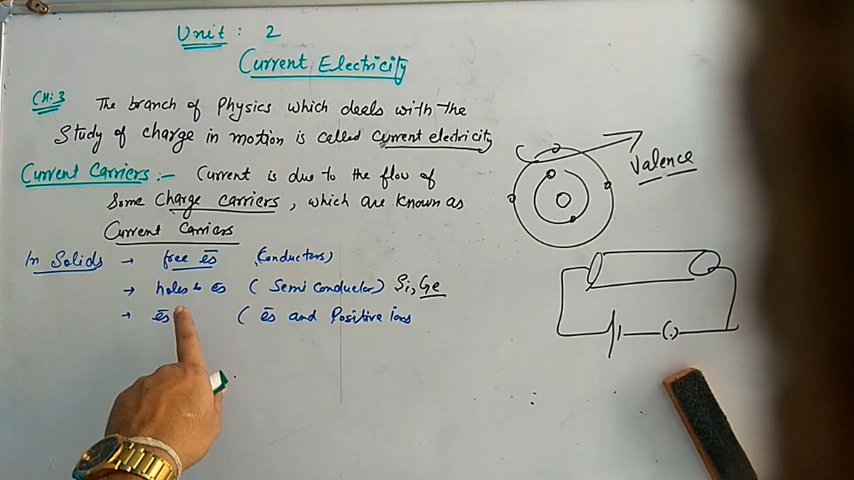 Unit : 2
Current Electricity
CH:3 The branch of Physics which deals with the
Study of charge in motion is called current electricity
Current Carriers :- Current is due to the flow of
Some Charge carriers, which are known as
Current Carriers
In Solids → free ēs (Conductors)
→ holes & ēs (Semi Conductor) Si, Ge
→ ēs ( ēs and Positive ions
Valence